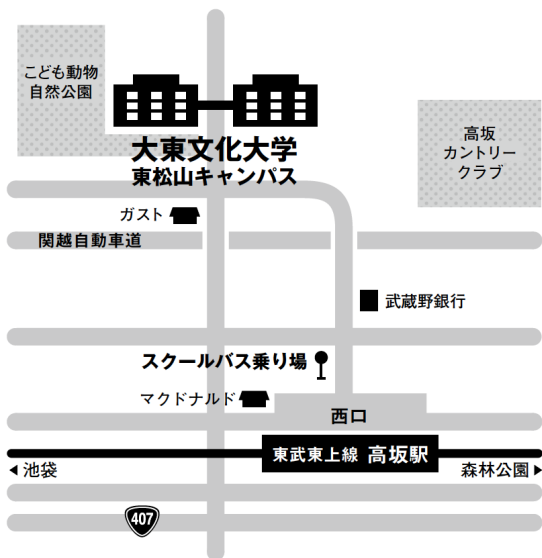 こども動物
自然公園
大東文化大学
東松山キャンパス
高坂
カントリー
クラブ
ガスト
関越自動車道
武蔵野銀行
スクールバス乗り場
マクドナルド
西口
東武東上線 高坂駅
◀池袋
森林公園▶
407